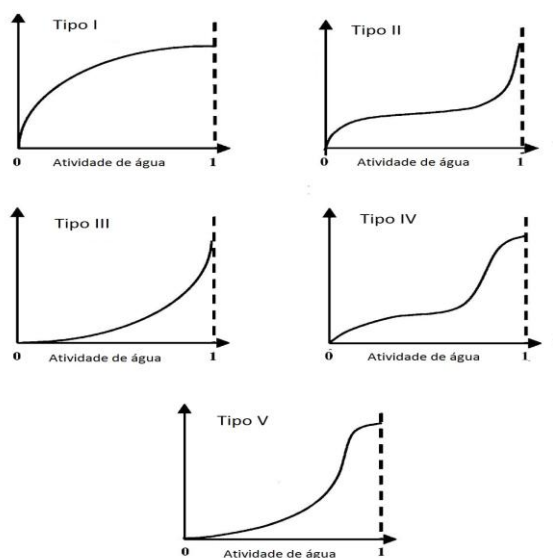 Tipo I
0 Atividade de água 1
Tipo II
0 Atividade de água 1
Tipo III
0 Atividade de água 1
Tipo IV
0 Atividade de água 1
Tipo V
0 Atividade de água 1